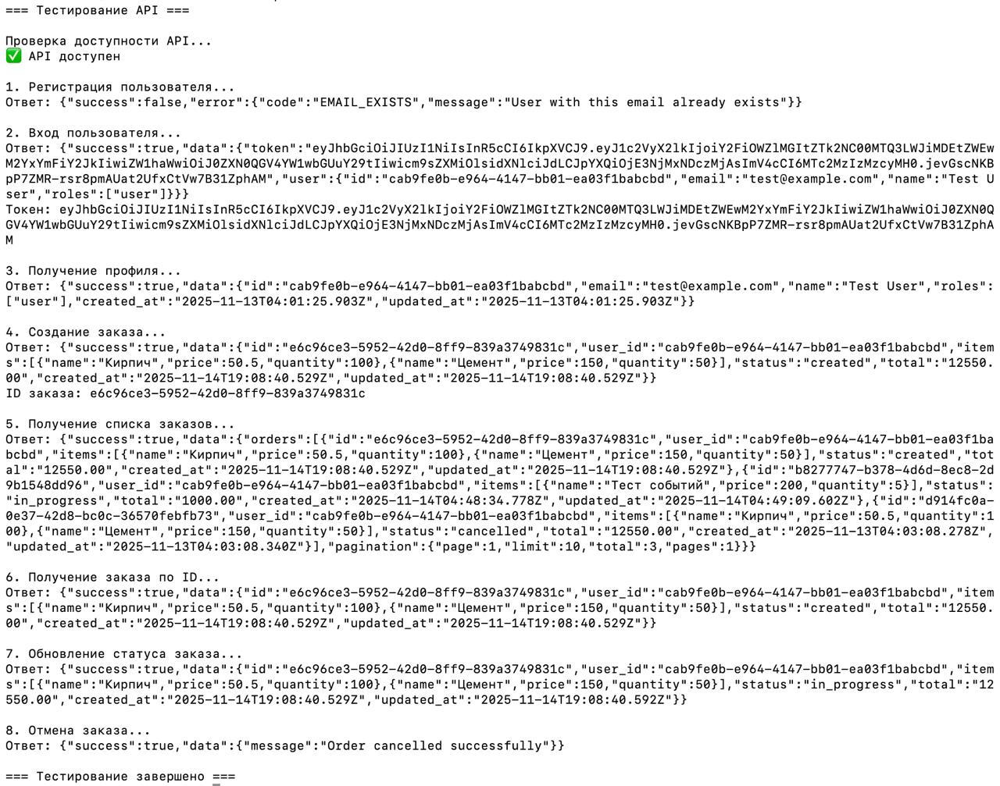 === Тестирование API ===
Проверка доступности API...
✅ API доступен
1. Регистрация пользователя...
Ответ: {"success":false,"error":{"code":"EMAIL_EXISTS","message":"User with this email already exists"}}
2. Вход пользователя...
Ответ: {"success":true,"data":{"token":"eyJhbGciOiJIUzI1NiIsInR5cCI6IkpXVCJ9.eyJ1c2VyX2lkIjoiY2FiOWZlMGItZTk2NC00MTQ3LWJiMDEtZWEw
M2YxYmFiY2JkIiwiZW1haWwiOiJ0ZXN0QGV4YW1wbGUuY29tIiwicm9sZXMiOlsidXNlciJdLCJpYXQiOjE3NjMxNDczMjAsImV4cCI6MTc2MzIzMzcyMH0.jevGscNKB
pP7ZMR-rsr8pmAUat2UfxCtVw7B31ZphAM","user":{"id":"cab9fe0b-e964-4147-bb01-ea03f1babcbd","email":"test@example.com","name":"Test U
ser","roles":["user"]}}}
Токен: eyJhbGciOiJIUzI1NiIsInR5cCI6IkpXVCJ9.eyJ1c2VyX2lkIjoiY2FiOWZlMGItZTk2NC00MTQ3LWJiMDEtZWEwM2YxYmFiY2JkIiwiZW1haWwiOiJ0ZXN0Q
GV4YW1wbGUuY29tIiwicm9sZXMiOlsidXNlciJdLCJpYXQiOjE3NjMxNDczMjAsImV4cCI6MTc2MzIzMzcyMH0.jevGscNKBpP7ZMR-rsr8pmAUat2UfxCtVw7B31ZphA
M
3. Получение профиля...
Ответ: {"success":true,"data":{"id":"cab9fe0b-e964-4147-bb01-ea03f1babcbd","email":"test@example.com","name":"Test User","roles":
["user"],"created_at":"2025-11-13T04:01:25.903Z","updated_at":"2025-11-13T04:01:25.903Z"}}
4. Создание заказа...
Ответ: {"success":true,"data":{"id":"e6c96ce3-5952-42d0-8ff9-839a3749831c","user_id":"cab9fe0b-e964-4147-bb01-ea03f1babcbd","item
s":[{"name":"Кирпич","price":50.5,"quantity":100},{"name":"Цемент","price":150,"quantity":50}],"status":"created","total":"12550.
00","created_at":"2025-11-14T19:08:40.529Z","updated_at":"2025-11-14T19:08:40.529Z"}}
ID заказа: e6c96ce3-5952-42d0-8ff9-839a3749831c
5. Получение списка заказов...
Ответ: {"success":true,"data":{"orders":[{"id":"e6c96ce3-5952-42d0-8ff9-839a3749831c","user_id":"cab9fe0b-e964-4147-bb01-ea03f1ba
bcbd","items":[{"name":"Кирпич","price":50.5,"quantity":100},{"name":"Цемент","price":150,"quantity":50}],"status":"created","tot
al":"12550.00","created_at":"2025-11-14T19:08:40.529Z","updated_at":"2025-11-14T19:08:40.529Z"},{"id":"b8277747-b378-4d6d-8ec8-2d
9b1548dd96","user_id":"cab9fe0b-e964-4147-bb01-ea03f1babcbd","items":[{"name":"Тест событий","price":200,"quantity":5}],"status":
"in_progress","total":"1000.00","created_at":"2025-11-14T04:48:34.778Z","updated_at":"2025-11-14T04:49:09.602Z"},{"id":"d914fc0a-
0e37-42d8-bc0c-36570febfb73","user_id":"cab9fe0b-e964-4147-bb01-ea03f1babcbd","items":[{"name":"Кирпич","price":50.5,"quantity":1
00},{"name":"Цемент","price":150,"quantity":50}],"status":"cancelled","total":"12550.00","created_at":"2025-11-13T04:03:08.278Z",
"updated_at":"2025-11-13T04:03:08.340Z"}],"pagination":{"page":1,"limit":10,"total":3,"pages":1}}}
6. Получение заказа по ID...
Ответ: {"success":true,"data":{"id":"e6c96ce3-5952-42d0-8ff9-839a3749831c","user_id":"cab9fe0b-e964-4147-bb01-ea03f1babcbd","item
s":[{"name":"Кирпич","price":50.5,"quantity":100},{"name":"Цемент","price":150,"quantity":50}],"status":"created","total":"12550.
00","created_at":"2025-11-14T19:08:40.529Z","updated_at":"2025-11-14T19:08:40.529Z"}}
7. Обновление статуса заказа...
Ответ: {"success":true,"data":{"id":"e6c96ce3-5952-42d0-8ff9-839a3749831c","user_id":"cab9fe0b-e964-4147-bb01-ea03f1babcbd","item
s":[{"name":"Кирпич","price":50.5,"quantity":100},{"name":"Цемент","price":150,"quantity":50}],"status":"in_progress","total":"12
550.00","created_at":"2025-11-14T19:08:40.529Z","updated_at":"2025-11-14T19:08:40.592Z"}}
8. Отмена заказа...
Ответ: {"success":true,"data":{"message":"Order cancelled successfully"}}
=== Тестирование завершено ===